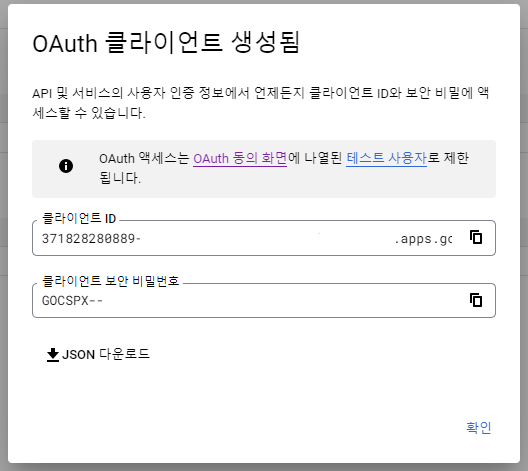 OAuth 클라이언트 생성됨
API 및 서비스의 사용자 인증 정보에서 언제든지 클라이언트 ID와 보안 비밀에 액
세스할 수 있습니다.
OAuth 액세스는 OAuth 동의 화면에 나열된 테스트 사용자로 제한
됩니다.
클라이언트 ID
371828280889- .apps.gc
클라이언트 보안 비밀번호
GOCSPX--
JSON 다운로드
확인